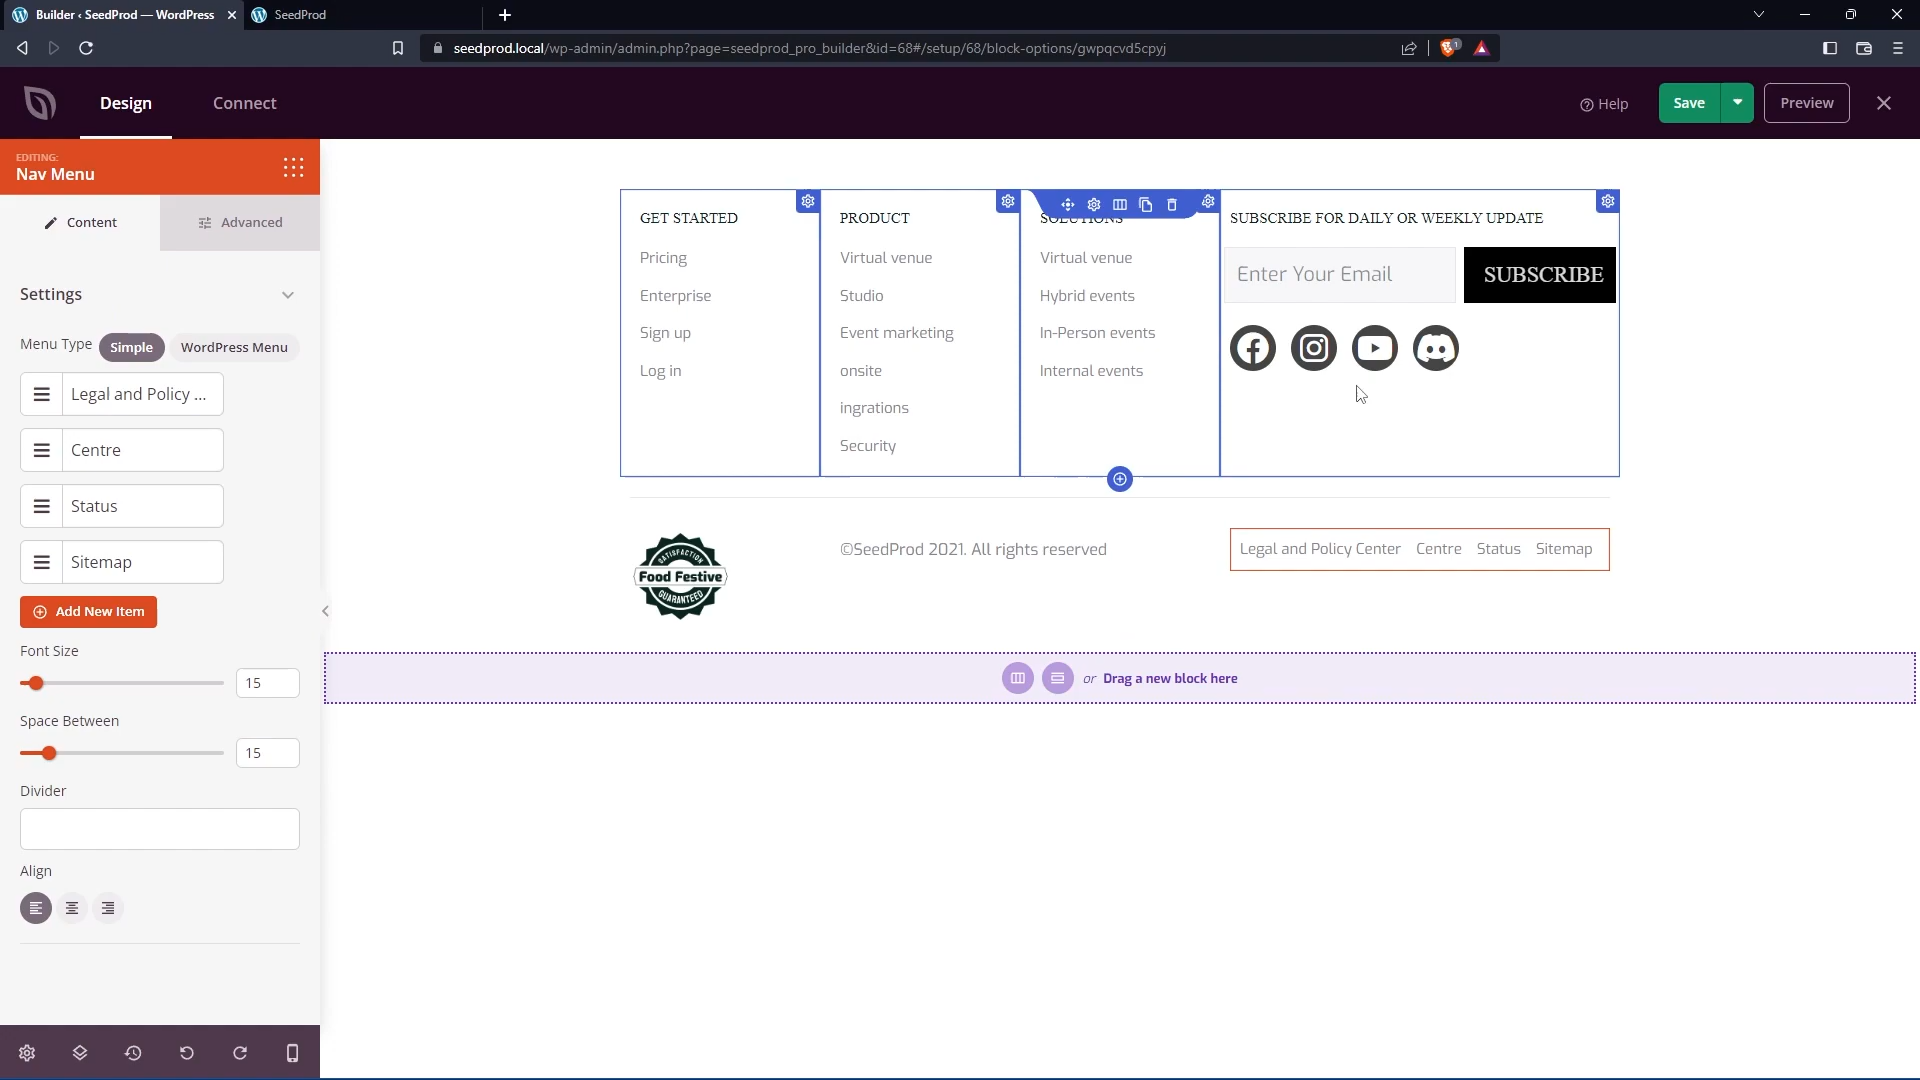 Builder ‹ SeedProd — WordPress
SeedProd
seedprod.local/wp-admin/admin.php?page=seedprod_pro_builder&id=68#/setup/68/block-options/gwpqcvd5cpyj
1
Design
Connect
Help
Save
Preview
EDITING:
Nav Menu
Content
Advanced
Settings
Menu Type
Simple
WordPress Menu
Legal and Policy ...
Centre
Status
Sitemap
Add New Item
Font Size
15
Space Between
15
Divider
Align
GET STARTED
Pricing
Enterprise
Sign up
Log in
PRODUCT
Virtual venue
Studio
Event marketing
onsite
ingrations
Security
SOLUTIONS
Virtual venue
Hybrid events
In-Person events
Internal events
SUBSCRIBE FOR DAILY OR WEEKLY UPDATE
Enter Your Email
SUBSCRIBE
SATISFACTION
Food Festive
GUARANTEED
©SeedProd 2021. All rights reserved
Legal and Policy Center Centre Status Sitemap
or Drag a new block here